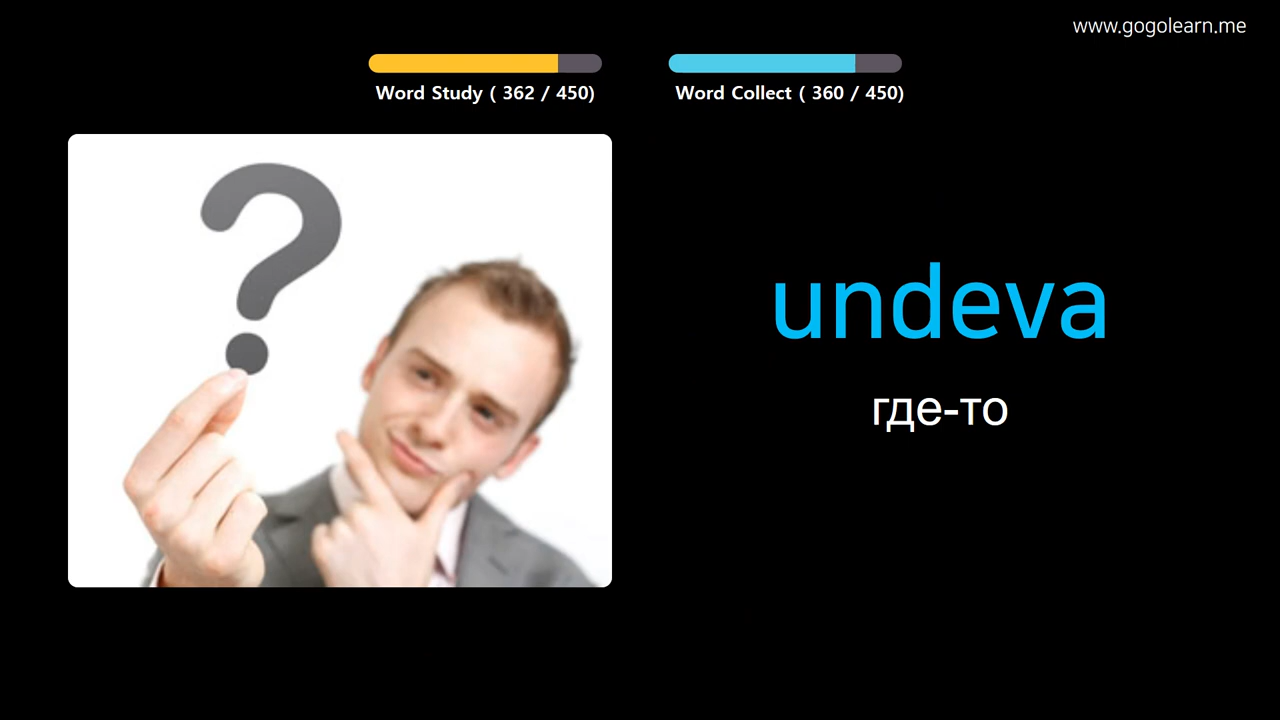 www.gogolearn.me
Word Study ( 362 / 450)
Word Collect ( 360 / 450)
?
undeva
где-то